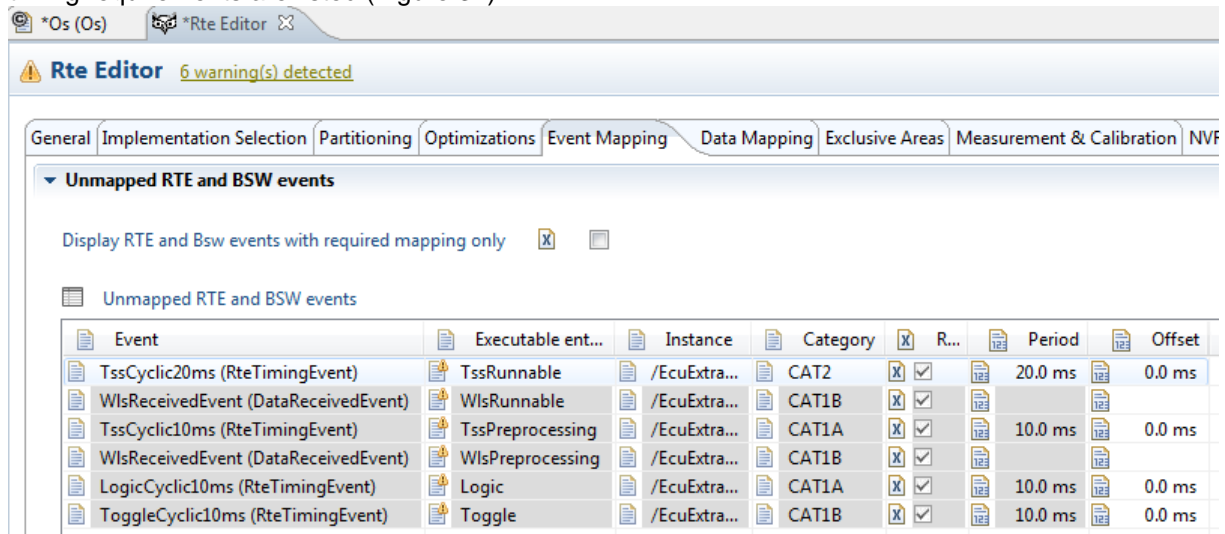 *Os (Os) *Rte Editor
Rte Editor 6 warning(s) detected
General Implementation Selection Partitioning Optimizations Event Mapping Data Mapping Exclusive Areas Measurement & Calibration
Unmapped RTE and BSW events
Display RTE and Bsw events with required mapping only
Unmapped RTE and BSW events
Event Executable ent... Instance Category R... Period Offset
TssCyclic20ms (RteTimingEvent) TssRunnable /EcuExtra... CAT2 20.0 ms 0.0 ms
WlsReceivedEvent (DataReceivedEvent) WlsRunnable /EcuExtra... CAT1B
TssCyclic10ms (RteTimingEvent) TssPreprocessing /EcuExtra... CAT1A 10.0 ms 0.0 ms
WlsReceivedEvent (DataReceivedEvent) WlsPreprocessing /EcuExtra... CAT1B
LogicCyclic10ms (RteTimingEvent) Logic /EcuExtra... CAT1A 10.0 ms 0.0 ms
ToggleCyclic10ms (RteTimingEvent) Toggle /EcuExtra... CAT1B 10.0 ms 0.0 ms